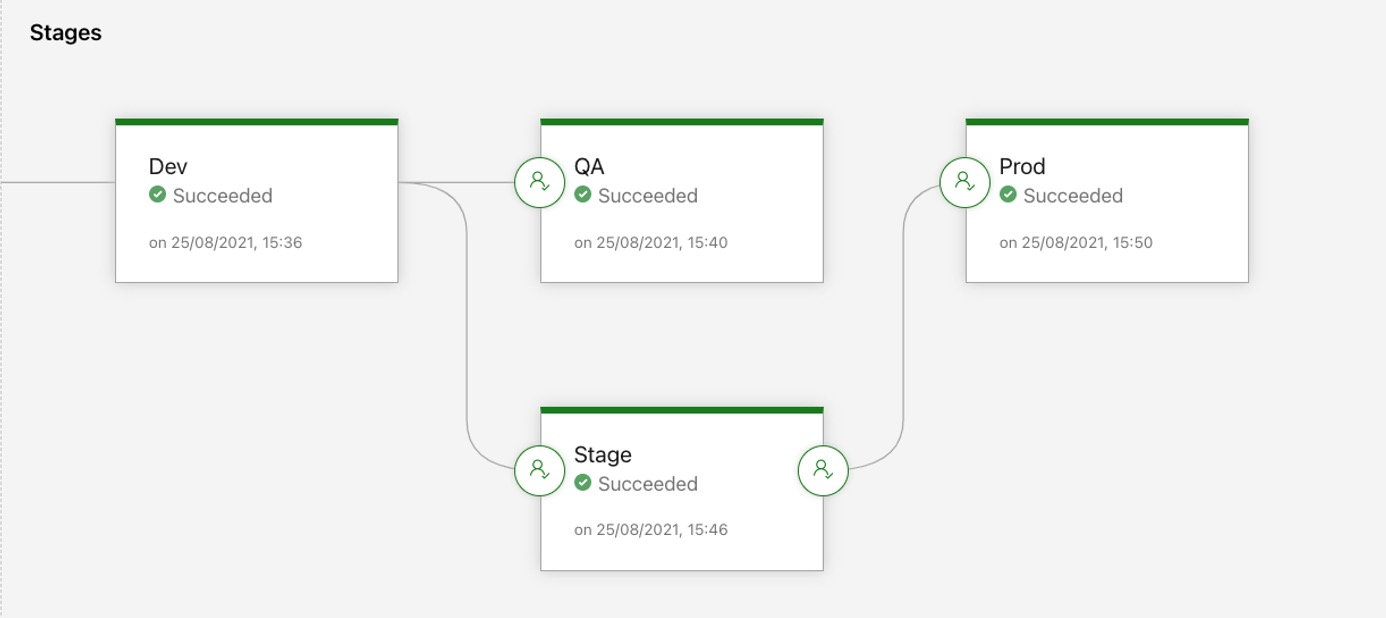 Stages
Dev
Succeeded
on 25/08/2021, 15:36
QA
Succeeded
on 25/08/2021, 15:40
Prod
Succeeded
on 25/08/2021, 15:50
Stage
Succeeded
on 25/08/2021, 15:46